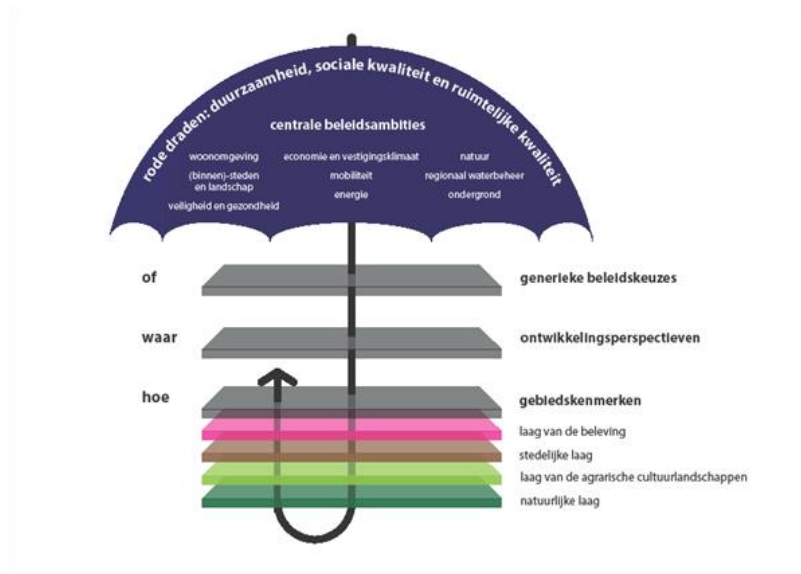 rode draden: duurzaamheid, sociale kwaliteit en ruimtelijke kwaliteit
centrale beleidsambities
woonomgeving
(binnen)-steden
en landschap
veiligheid en gezondheid
economie en vestigingsklimaat
mobiliteit
energie
natuur
regionaal waterbeheer
ondergrond
of
generieke beleidskeuzes
waar
ontwikkelingsperspectieven
hoe
gebiedskenmerken
laag van de beleving
stedelijke laag
laag van de agrarische cultuurlandschappen
natuurlijke laag